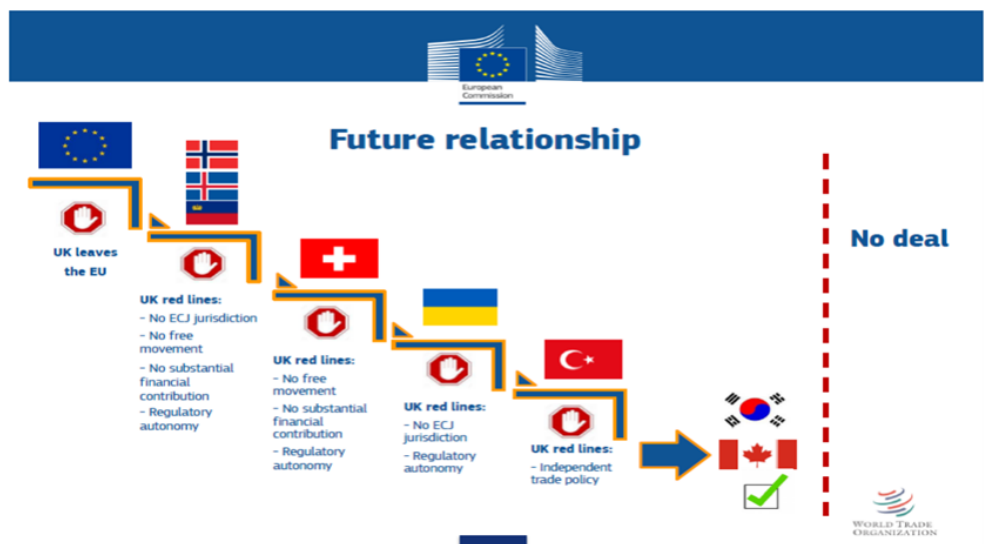 European
Commission
Future relationship
UK leaves
the EU
UK red lines:
- No ECJ jurisdiction
- No free
movement
- No substantial
financial
contribution
- Regulatory
autonomy
UK red lines:
- No free
movement
- No substantial
financial
contribution
- Regulatory
autonomy
UK red lines:
- No ECJ
jurisdiction
- Regulatory
autonomy
UK red lines:
- Independent
trade policy
No deal
WORLD TRADE
ORGANIZATION